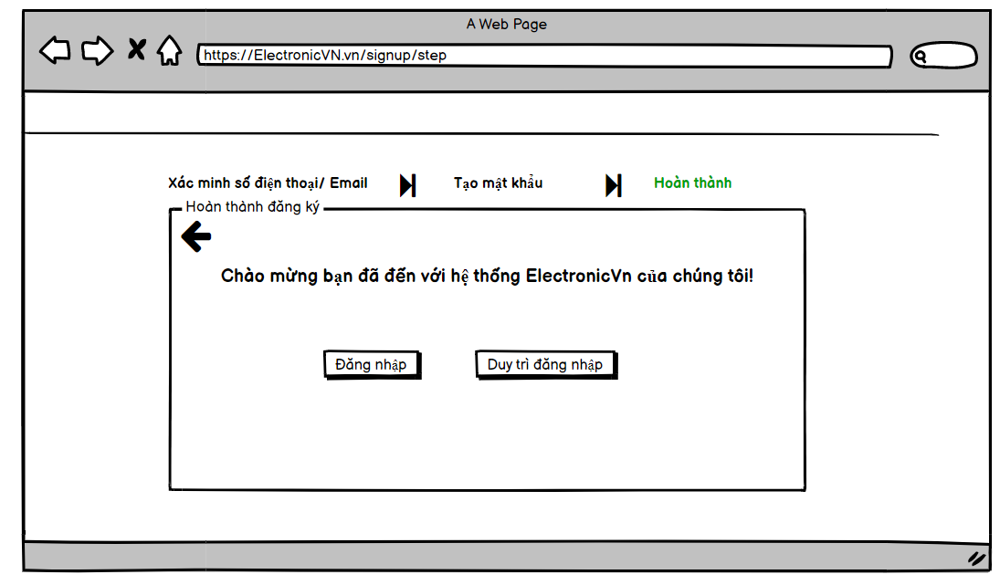 A Web Page
https://ElectronicVN.vn/signup/step
Xác minh số điện thoại/ Email
Tạo mật khẩu
Hoàn thành
Hoàn thành đăng ký
Chào mừng bạn đã đến với hệ thống ElectronicVn của chúng tôi!
Đăng nhập
Duy trì đăng nhập